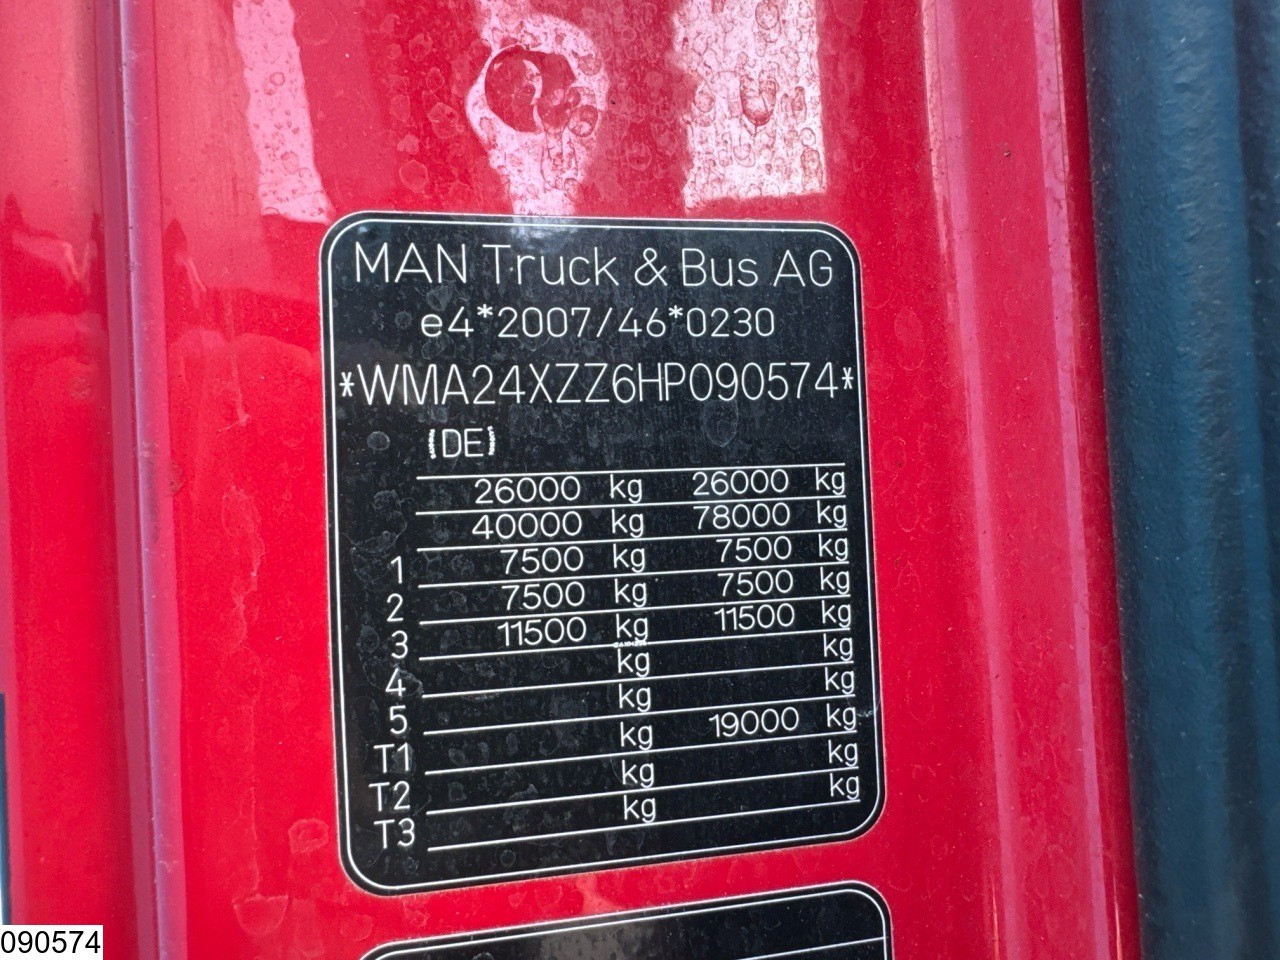 MAN Truck & Bus AG
e4*2007/46*0230
*WMA24XZZ6HP090574*
DE
26000 kg 26000 kg
40000 kg 78000 kg
1 7500 kg 7500 kg
2 7500 kg 7500 kg
3 11500 kg 11500 kg
4 kg kg
5 kg kg
T1 kg 19000 kg
T2 kg kg
T3 kg kg
090574